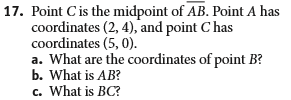 17. Point C is the midpoint of A̅B̅. Point A has
coordinates (2, 4), and point C has
coordinates (5, 0).
a. What are the coordinates of point B?
b. What is AB?
c. What is BC?